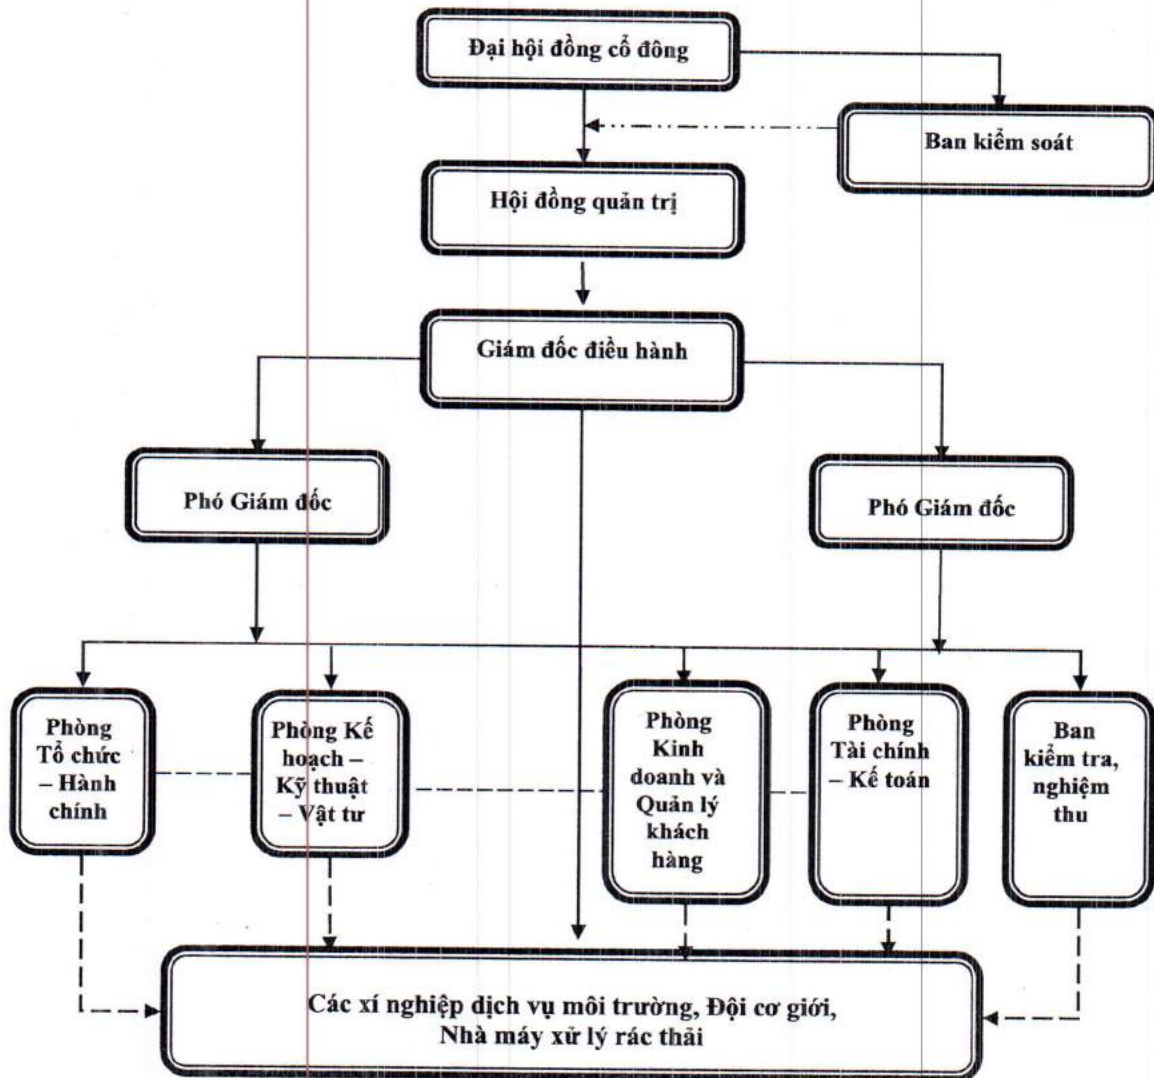 Đại hội đồng cổ đông
Ban kiểm soát
Hội đồng quản trị
Giám đốc điều hành
Phó Giám đốc
Phó Giám đốc
Phòng
Tổ chức
– Hành
chính
Phòng Kế
hoạch –
Kỹ thuật
– Vật tư
Phòng
Kinh
doanh và
Quản lý
khách
hàng
Phòng
Tài chính
– Kế toán
Ban
kiểm tra,
nghiệm
thu
Các xí nghiệp dịch vụ môi trường, Đội cơ giới,
Nhà máy xử lý rác thải